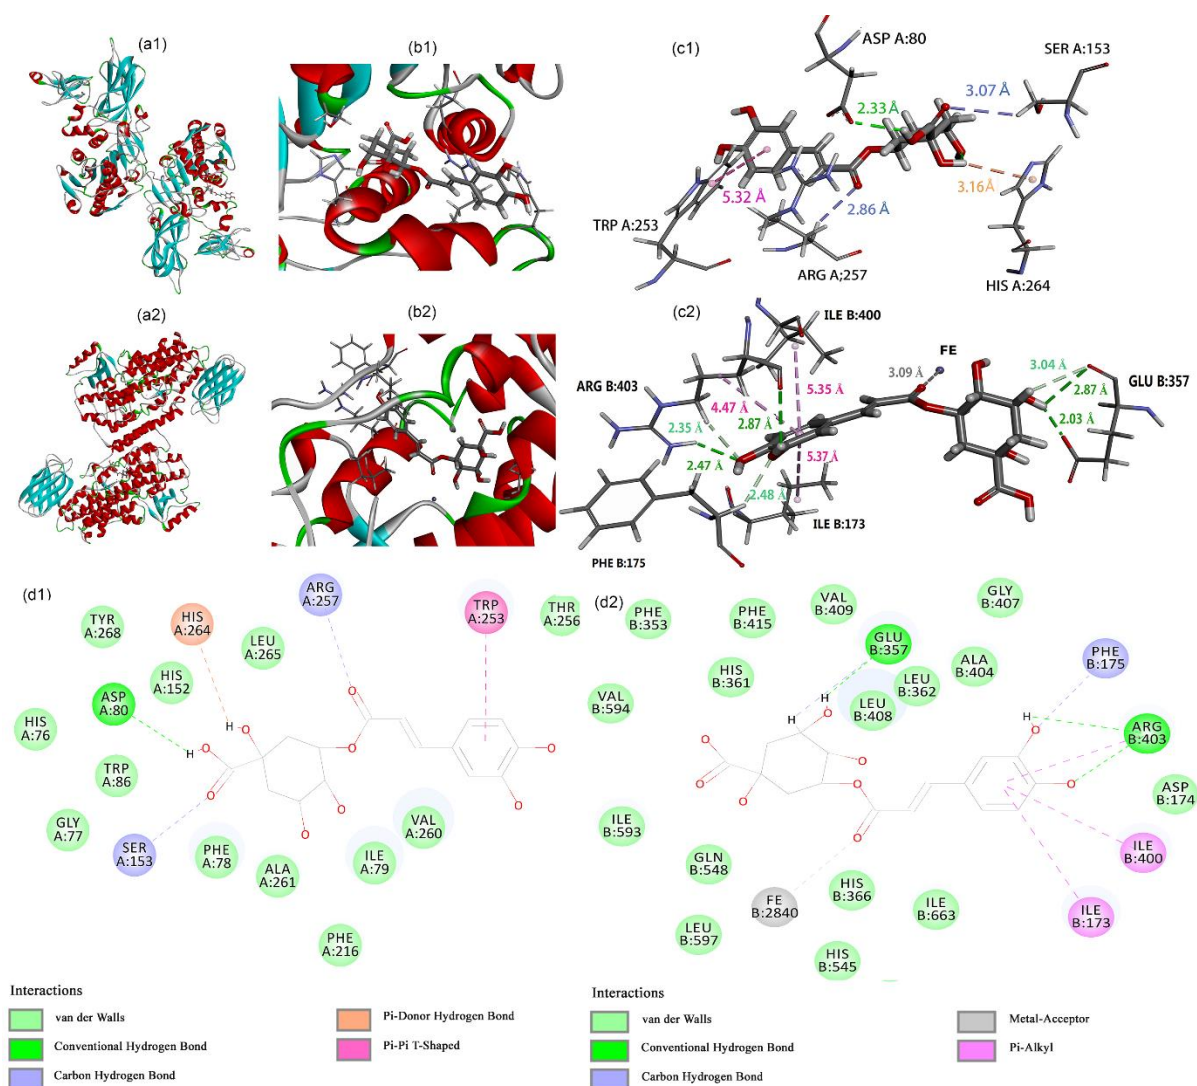 (a1)
(b1)
(c1)
ASP A:80
SER A:153
3.07 Å
2.33 Å
5.32 Å
3.16Å
2.86 Å
TRP A:253
ARG A;257
HIS A:264
(a2)
(b2)
(c2)
ILE B:400
FE
3.09 Å
3.04 Å
GLU B:357
ARG B:403
5.35 Å
2.87 Å
4.47 Å
2.87 Å
2.03 Å
2.35 Å
5.37 Å
2.47 Å
2.48 Å
ILE B:173
PHE B:175
(d1)
ARG
A:257
TYR
A:268
HIS
A:264
TRP
A:253
THR
A:256
LEU
A:265
HIS
A:152
ASP
A:80
HIS
A:76
H
O
H
O
O
O
O
O
O
O
O
TRP
A:86
GLY
A:77
SER
A:153
PHE
A:78
ALA
A:261
ILE
A:79
VAL
A:260
PHE
A:216
(d2)
PHE
B:353
PHE
B:415
VAL
B:409
GLY
B:407
GLU
B:357
PHE
B:175
HIS
B:361
LEU
B:362
ALA
B:404
VAL
B:594
LEU
B:408
ARG
B:403
H
H
O
H
O
O
O
O
O
O
O
O
ASP
B:174
ILE
B:593
GLN
B:548
ILE
B:400
FE
B:2840
HIS
B:366
ILE
B:663
ILE
B:173
LEU
B:597
HIS
B:545
Interactions
van der Walls
Conventional Hydrogen Bond
Carbon Hydrogen Bond
Pi-Donor Hydrogen Bond
Pi-Pi T-Shaped
Interactions
van der Walls
Conventional Hydrogen Bond
Carbon Hydrogen Bond
Metal-Acceptor
Pi-Alkyl